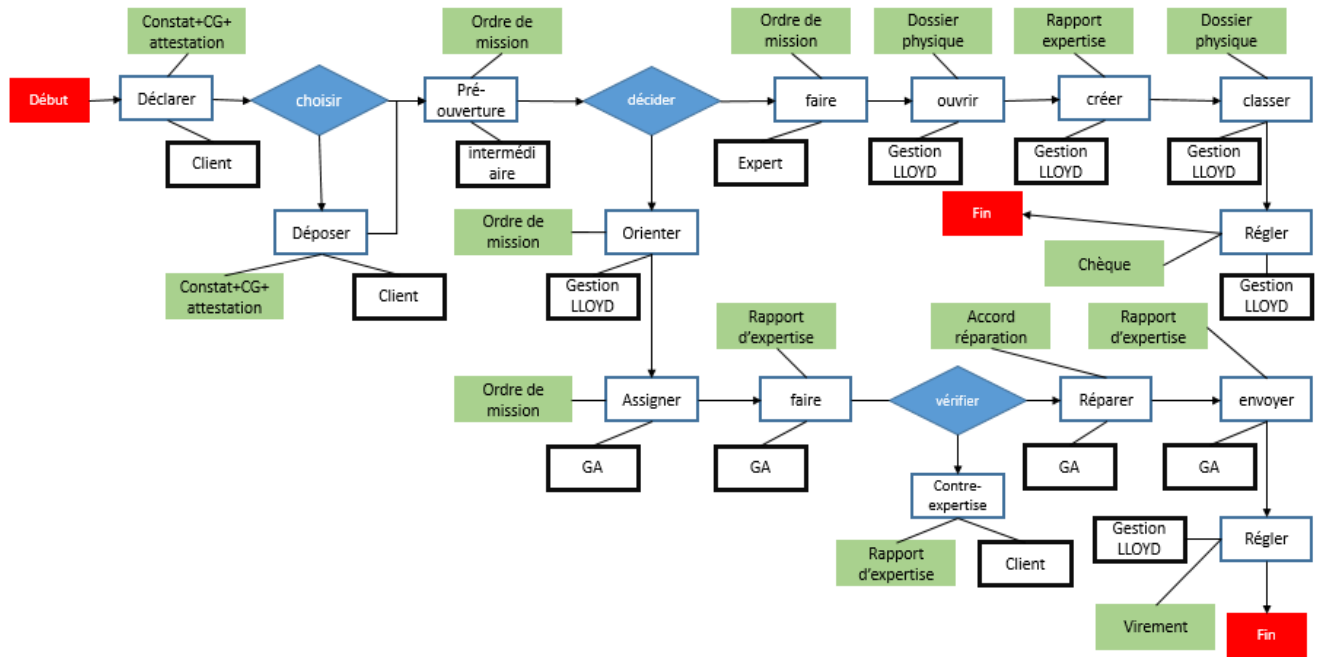 Constat+CG+
attestation
Ordre de
mission
Ordre de
mission
Dossier
physique
Rapport
expertise
Dossier
physique
Début
Déclarer
choisir
Pré-
ouverture
décider
faire
ouvrir
créer
classer
Client
intermédi
aire
Expert
Gestion
LLOYD
Gestion
LLOYD
Gestion
LLOYD
Déposer
Ordre de
mission
Orienter
Fin
Régler
Chèque
Constat+CG+
attestation
Client
Gestion
LLOYD
Gestion
LLOYD
Rapport
d'expertise
Accord
réparation
Rapport
d'expertise
Ordre de
mission
Assigner
faire
vérifier
Réparer
envoyer
GA
GA
GA
GA
Contre-
expertise
Gestion
LLOYD
Régler
Rapport
d'expertise
Client
Virement
Fin